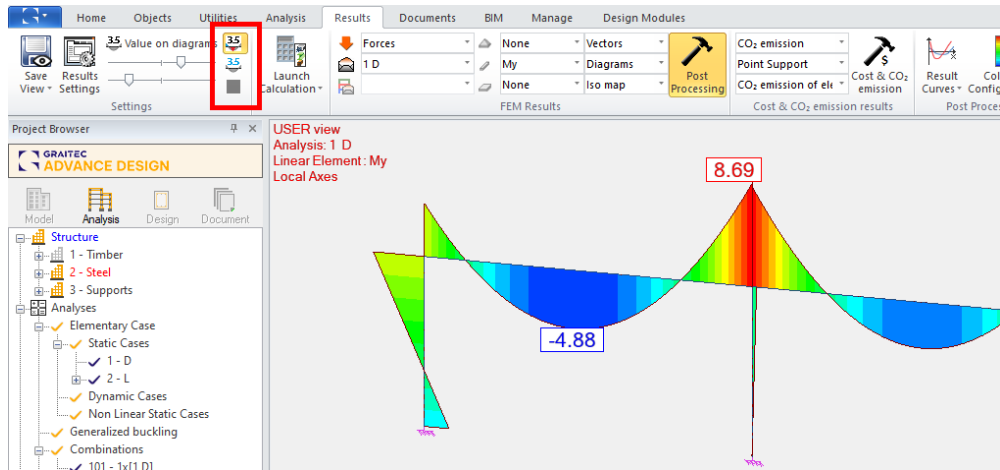 Home Objects Utilities Analysis Results Documents BIM Manage Design Modules
3.5 Value on diagrams 3.5
3.5
Save View
Results Settings
Settings
Launch Calculation
Forces None Vectors
1 D My Diagrams
None Iso map
Post Processing
FEM Results
CO₂ emission
Point Support
CO₂ emission of ele
$
Cost & CO₂ emission
Cost & CO₂ emission results
Result Curves
Post Proces
Project Browser
GRAITEC
ADVANCE DESIGN
Model Analysis Design Document
Structure
1 - Timber
2 - Steel
3 - Supports
Analyses
Elementary Case
Static Cases
1 - D
2 - L
Dynamic Cases
Non Linear Static Cases
Generalized buckling
Combinations
101 - 1x[1 D]
USER view
Analysis: 1 D
Linear Element : My
Local Axes
8.69
-4.88